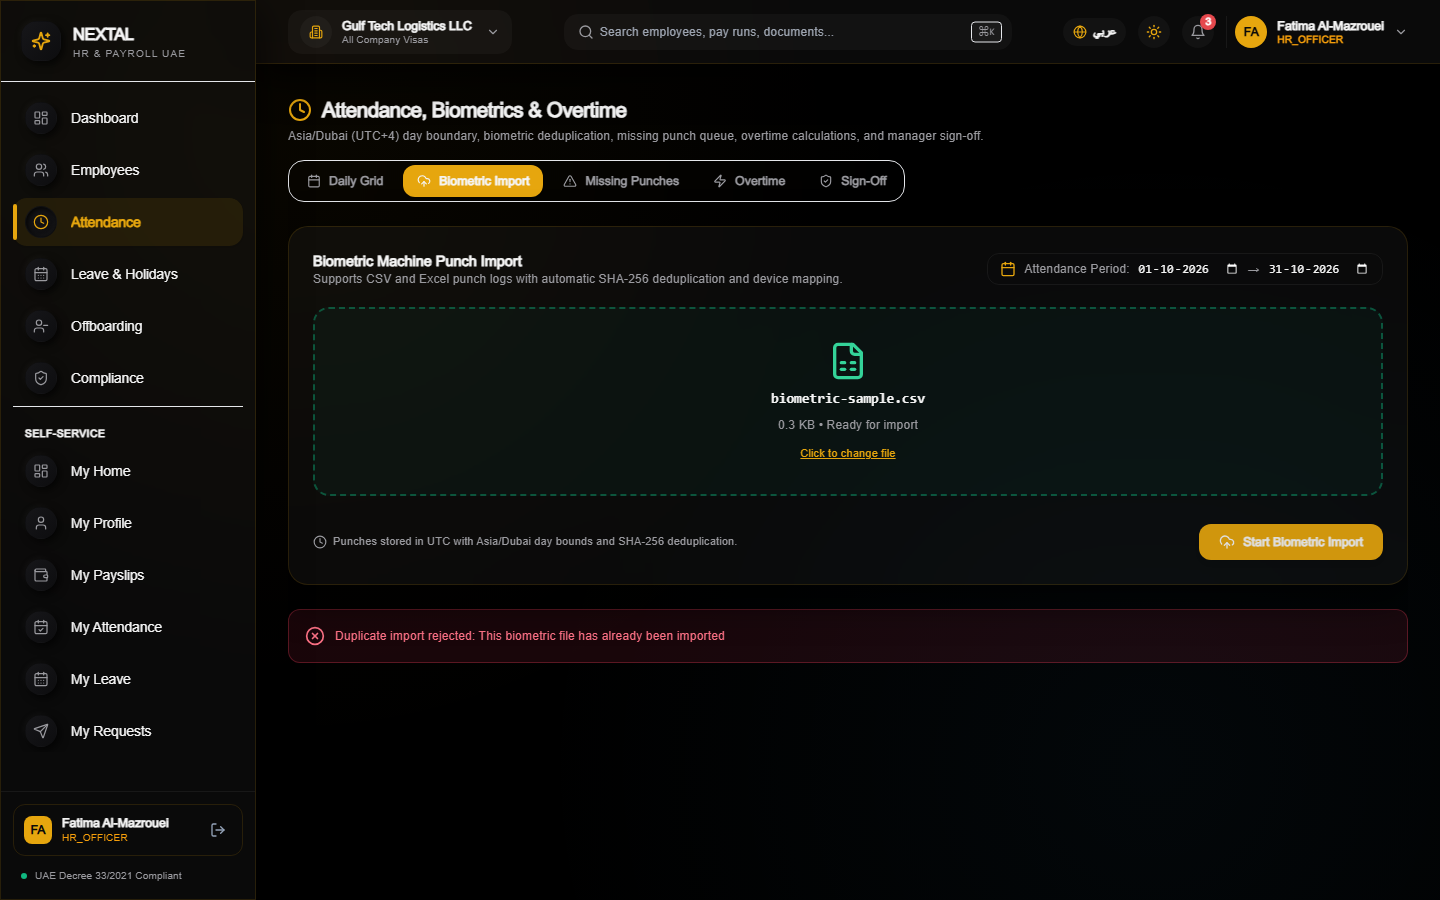 NEXTAL
HR & PAYROLL UAE
Gulf Tech Logistics LLC
All Company Visas
Search employees, pay runs, documents...
⌘K
عربي
3
FA
Fatima Al-Mazrouei
HR_OFFICER
Dashboard
Employees
Attendance
Leave & Holidays
Offboarding
Compliance
SELF-SERVICE
My Home
My Profile
My Payslips
My Attendance
My Leave
My Requests
FA
Fatima Al-Mazrouei
HR_OFFICER
UAE Decree 33/2021 Compliant
Attendance, Biometrics & Overtime
Asia/Dubai (UTC+4) day boundary, biometric deduplication, missing punch queue, overtime calculations, and manager sign-off.
Daily Grid
Biometric Import
Missing Punches
Overtime
Sign-Off
Biometric Machine Punch Import
Supports CSV and Excel punch logs with automatic SHA-256 deduplication and device mapping.
Attendance Period: 01-10-2026 → 31-10-2026
biometric-sample.csv
0.3 KB • Ready for import
Click to change file
Punches stored in UTC with Asia/Dubai day bounds and SHA-256 deduplication.
Start Biometric Import
Duplicate import rejected: This biometric file has already been imported